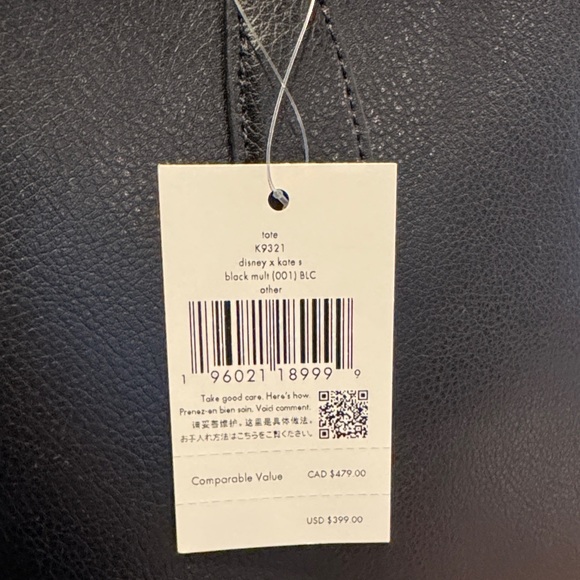 tote
K9321
disney x kate s
black mult (001) BLC
other
1 96021 18999 9
Take good care. Here's how.
Prenez-en bien soin. Void comment.
请妥善维护。这里是具体做法。
お手入れ方法はこちらをご覧ください。
Comparable Value CAD $479.00
USD $399.00